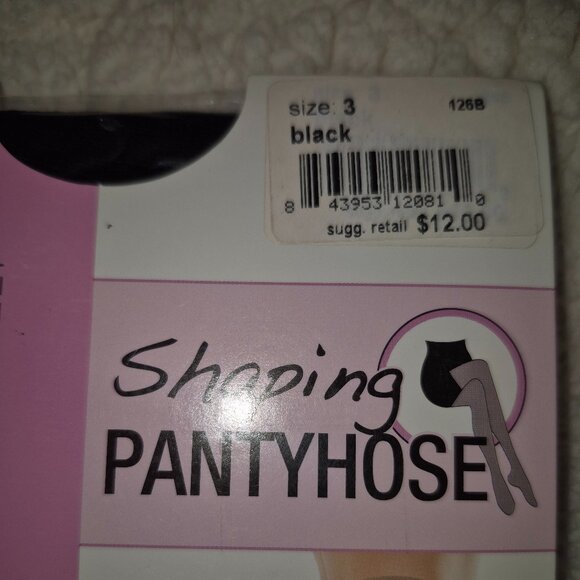 size: 3 126B
black
8 43953 12081 0
sugg. retail $12.00
Shaping
PANTYHOSE